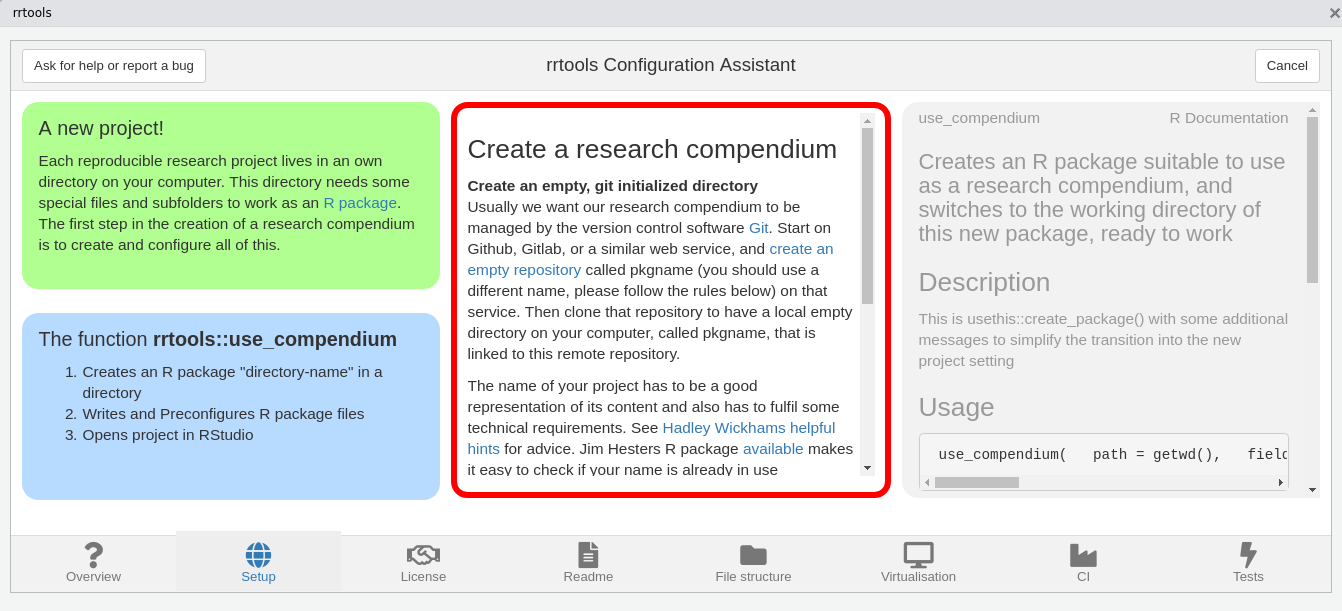 rrtools
Ask for help or report a bug
rrtools Configuration Assistant
Cancel
A new project!
Each reproducible research project lives in an own
directory on your computer. This directory needs some
special files and subfolders to work as an R package.
The first step in the creation of a research compendium
is to create and configure all of this.
The function rrtools::use_compendium
1. Creates an R package "directory-name" in a
directory
2. Writes and Preconfigures R package files
3. Opens project in RStudio
Create a research compendium
Create an empty, git initialized directory
Usually we want our research compendium to be
managed by the version control software Git. Start on
Github, Gitlab, or a similar web service, and create an
empty repository called pkgname (you should use a
different name, please follow the rules below) on that
service. Then clone that repository to have a local empty
directory on your computer, called pkgname, that is
linked to this remote repository.
The name of your project has to be a good
representation of its content and also has to fulfil some
technical requirements. See Hadley Wickhams helpful
hints for advice. Jim Hesters R package available makes
it easy to check if your name is already in use
use_compendium
R Documentation
Creates an R package suitable to use
as a research compendium, and
switches to the working directory of
this new package, ready to work
Description
This is usethis::create_package() with some additional
messages to simplify the transition into the new
project setting
Usage
use_compendium( path = getwd(), field
Overview
Setup
License
Readme
File structure
Virtualisation
CI
Tests